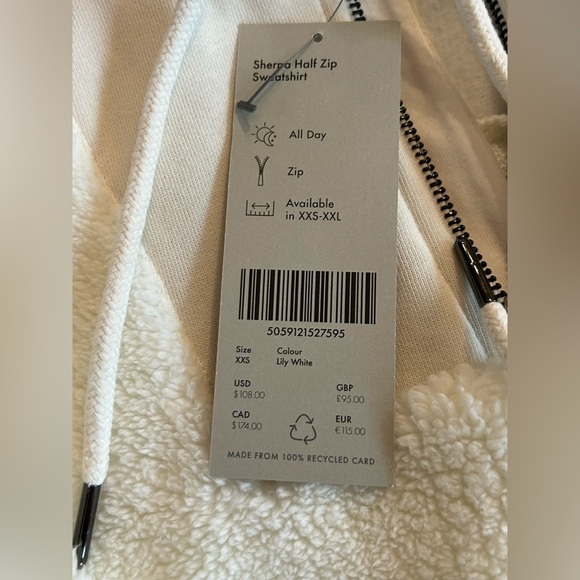 Sherpa Half Zip
Sweatshirt
All Day
Zip
Available
in XXS-XXL
5059121527595
Size
XXS
Colour
Lily White
USD
$108.00
GBP
£95.00
CAD
$174.00
EUR
€115.00
MADE FROM 100% RECYCLED CARD